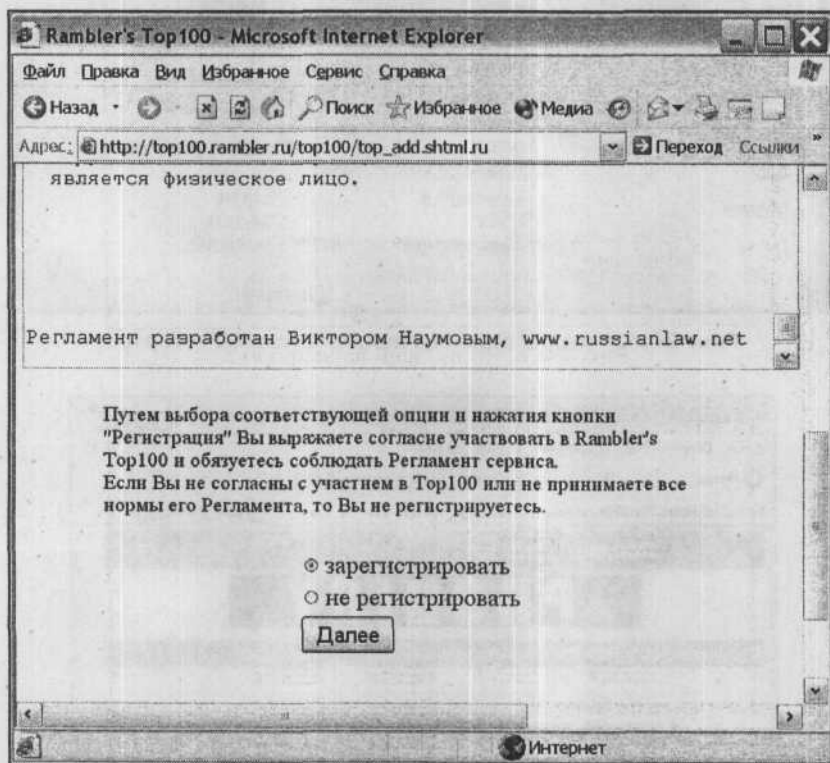 Rambler's Top100 - Microsoft Internet Explorer
Файл Правка Вид Избранное Сервис Справка
Назад Поиск Избранное Медиа
Адрес: http://top100.rambler.ru/top100/top_add.shtml.ru Переход Ссылки »
является физическое лицо.
Регламент разработан Виктором Наумовым, www.russianlaw.net
Путем выбора соответствующей опции и нажатия кнопки
"Регистрация" Вы выражаете согласие участвовать в Rambler's
Top100 и обязуетесь соблюдать Регламент сервиса.
Если Вы не согласны с участием в Top100 или не принимаете все
нормы его Регламента, то Вы не регистрируетесь.
зарегистрировать
не регистрировать
Далее
Интернет